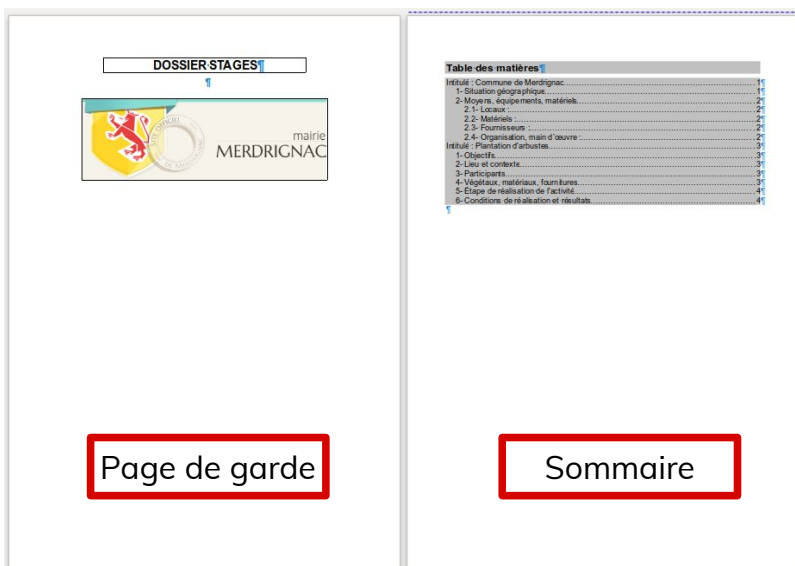 DOSSIER STAGES¶
¶
mairie
MERDRIGNAC
Page de garde
Table des matières¶
Intitulé : Commune de Merdrignac....1¶
1- Situation géographique....1¶
2- Moyens, équipements, matériels....2¶
2.1- Locaux :....2¶
2.2- Matériels :....2¶
2.3- Fournisseurs :....2¶
2.4- Organisation, main d'œuvre :....2¶
Intitulé : Plantation d'arbustes....3¶
1- Objectifs....3¶
2- Lieu et contexte....3¶
3- Participants....3¶
4- Végétaux, matériaux, fournitures....3¶
5- Étape de réalisation de l'activité....4¶
6- Conditions de réalisation et résultats....4¶
¶
Sommaire